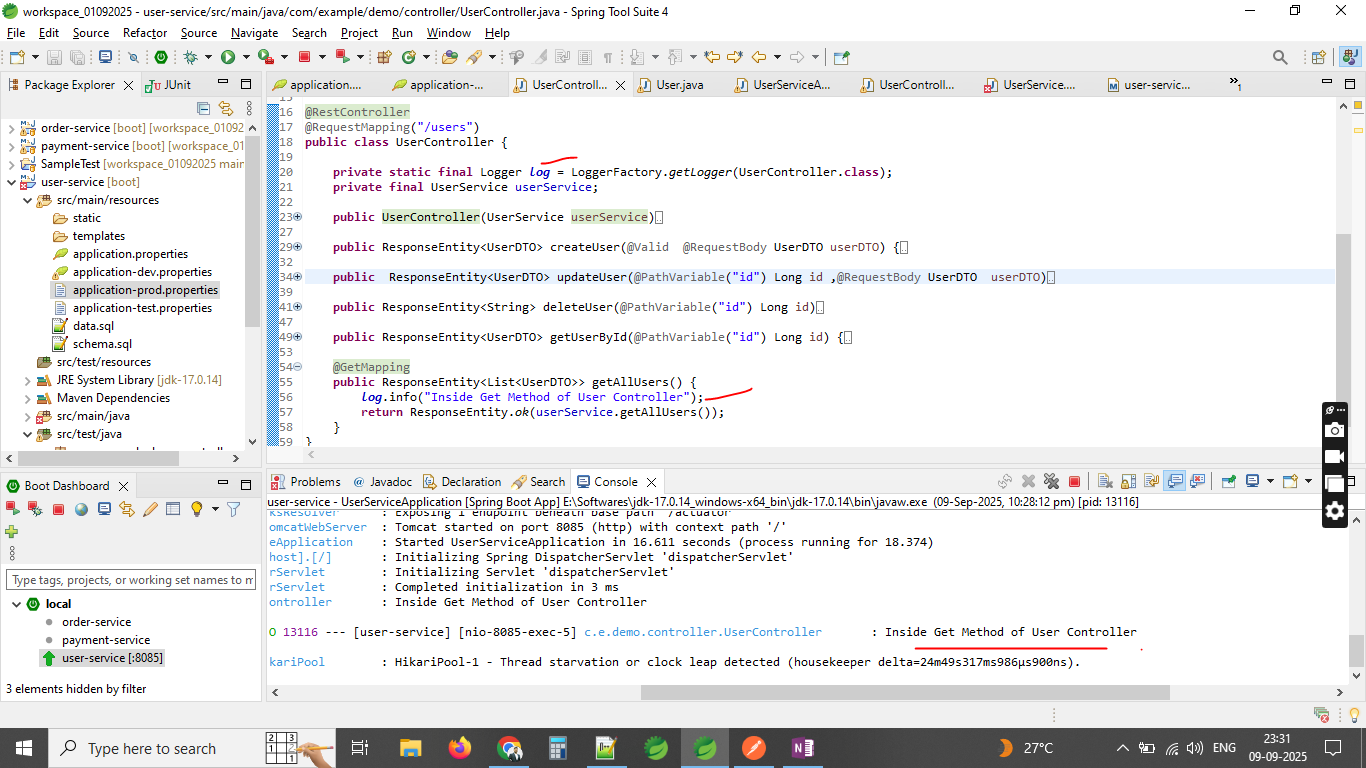 workspace_01092025 - user-service/src/main/java/com/example/demo/controller/UserController.java - Spring Tool Suite 4
File Edit Source Refactor Source Navigate Search Project Run Window Help
Package Explorer JUnit
order-service [boot] [workspace_01092
payment-service [boot] [workspace_01
SampleTest [workspace_01092025 main
user-service [boot]
src/main/resources
static
templates
application.properties
application-dev.properties
application-prod.properties
application-test.properties
data.sql
schema.sql
src/test/resources
JRE System Library [jdk-17.0.14]
Maven Dependencies
src/main/java
src/test/java
application.... application-... UserControll... User.java UserServiceA... UserControll... UserService.... user-servic... »1
15
16 @RestController
17 @RequestMapping("/users")
18 public class UserController {
19
20 private static final Logger log = LoggerFactory.getLogger(UserController.class);
21 private final UserService userService;
22
23 public UserController(UserService userService)
28
29 public ResponseEntity<UserDTO> createUser(@Valid  @RequestBody UserDTO userDTO) {
32
34 public  ResponseEntity<UserDTO> updateUser(@PathVariable("id") Long id ,@RequestBody UserDTO  userDTO)
39
41 public ResponseEntity<String> deleteUser(@PathVariable("id") Long id)
47
49 public ResponseEntity<UserDTO> getUserById(@PathVariable("id") Long id) {
53
54 @GetMapping
55 public ResponseEntity<List<UserDTO>> getAllUsers() {
56 log.info("Inside Get Method of User Controller");
57 return ResponseEntity.ok(userService.getAllUsers());
58 }
59 }
Boot Dashboard
Type tags, projects, or working set names to m
local
order-service
payment-service
user-service [:8085]
3 elements hidden by filter
Problems @ Javadoc Declaration Search Console
user-service - UserServiceApplication [Spring Boot App] E:\Softwares\jdk-17.0.14_windows-x64_bin\jdk-17.0.14\bin\javaw.exe (09-Sep-2025, 10:28:12 pm) [pid: 13116]
ksResolver : Exposing 1 endpoint beneath base path '/actuator'
omcatWebServer : Tomcat started on port 8085 (http) with context path '/'
eApplication : Started UserServiceApplication in 16.611 seconds (process running for 18.374)
host].[/] : Initializing Spring DispatcherServlet 'dispatcherServlet'
rServlet : Initializing Servlet 'dispatcherServlet'
rServlet : Completed initialization in 3 ms
ontroller : Inside Get Method of User Controller
O 13116 --- [user-service] [nio-8085-exec-5] c.e.demo.controller.UserController : Inside Get Method of User Controller
kariPool : HikariPool-1 - Thread starvation or clock leap detected (housekeeper delta=24m49s317ms986µs900ns).
Type here to search
27°C
ENG
23:31
09-09-2025